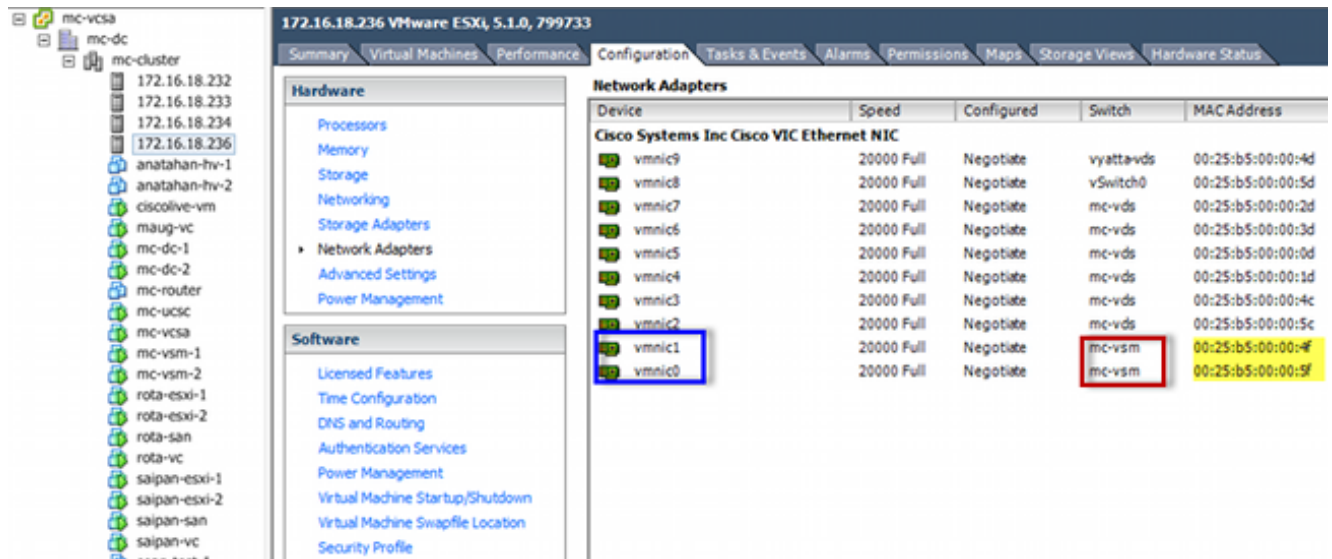 mc-vcsa
mc-dc
mc-cluster
172.16.18.232
172.16.18.233
172.16.18.234
172.16.18.236
anatahan-hv-1
anatahan-hv-2
ciscolive-vm
maug-vc
mc-dc-1
mc-dc-2
mc-router
mc-ucsc
mc-vcsa
mc-vsm-1
mc-vsm-2
rota-esxi-1
rota-esxi-2
rota-san
rota-vc
saipan-esxi-1
saipan-esxi-2
saipan-san
saipan-vc
172.16.18.236 VMware ESXi, 5.1.0, 799733
Summary Virtual Machines Performance Configuration Tasks & Events Alarms Permissions Maps Storage Views Hardware Status
Hardware
Processors
Memory
Storage
Networking
Storage Adapters
Network Adapters
Advanced Settings
Power Management
Software
Licensed Features
Time Configuration
DNS and Routing
Authentication Services
Power Management
Virtual Machine Startup/Shutdown
Virtual Machine Swapfile Location
Security Profile
Network Adapters
Device Speed Configured Switch MAC Address
Cisco Systems Inc Cisco VIC Ethernet NIC
vmnic9 20000 Full Negotiate vyatta-vds 00:25:b5:00:00:4d
vmnic8 20000 Full Negotiate vSwitch0 00:25:b5:00:00:5d
vmnic7 20000 Full Negotiate mc-vds 00:25:b5:00:00:2d
vmnic6 20000 Full Negotiate mc-vds 00:25:b5:00:00:3d
vmnic5 20000 Full Negotiate mc-vds 00:25:b5:00:00:0d
vmnic4 20000 Full Negotiate mc-vds 00:25:b5:00:00:1d
vmnic3 20000 Full Negotiate mc-vds 00:25:b5:00:00:4c
vmnic2 20000 Full Negotiate mc-vds 00:25:b5:00:00:5c
vmnic1 20000 Full Negotiate mc-vsm 00:25:b5:00:00:4f
vmnic0 20000 Full Negotiate mc-vsm 00:25:b5:00:00:5f